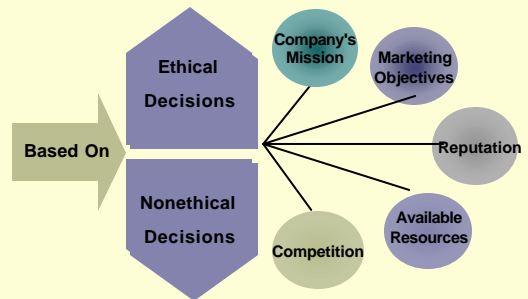 Based On
Ethical
Decisions
Nonethical
Decisions
Company's
Mission
Marketing
Objectives
Reputation
Available
Resources
Competition